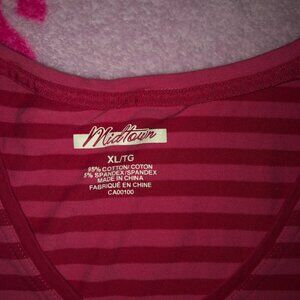 Midtown
XL/TG
95% COTTON/ COTON
5% SPANDEX/SPANDEX
MADE IN CHINA
FABRIQUÉ EN CHINE
CA00100